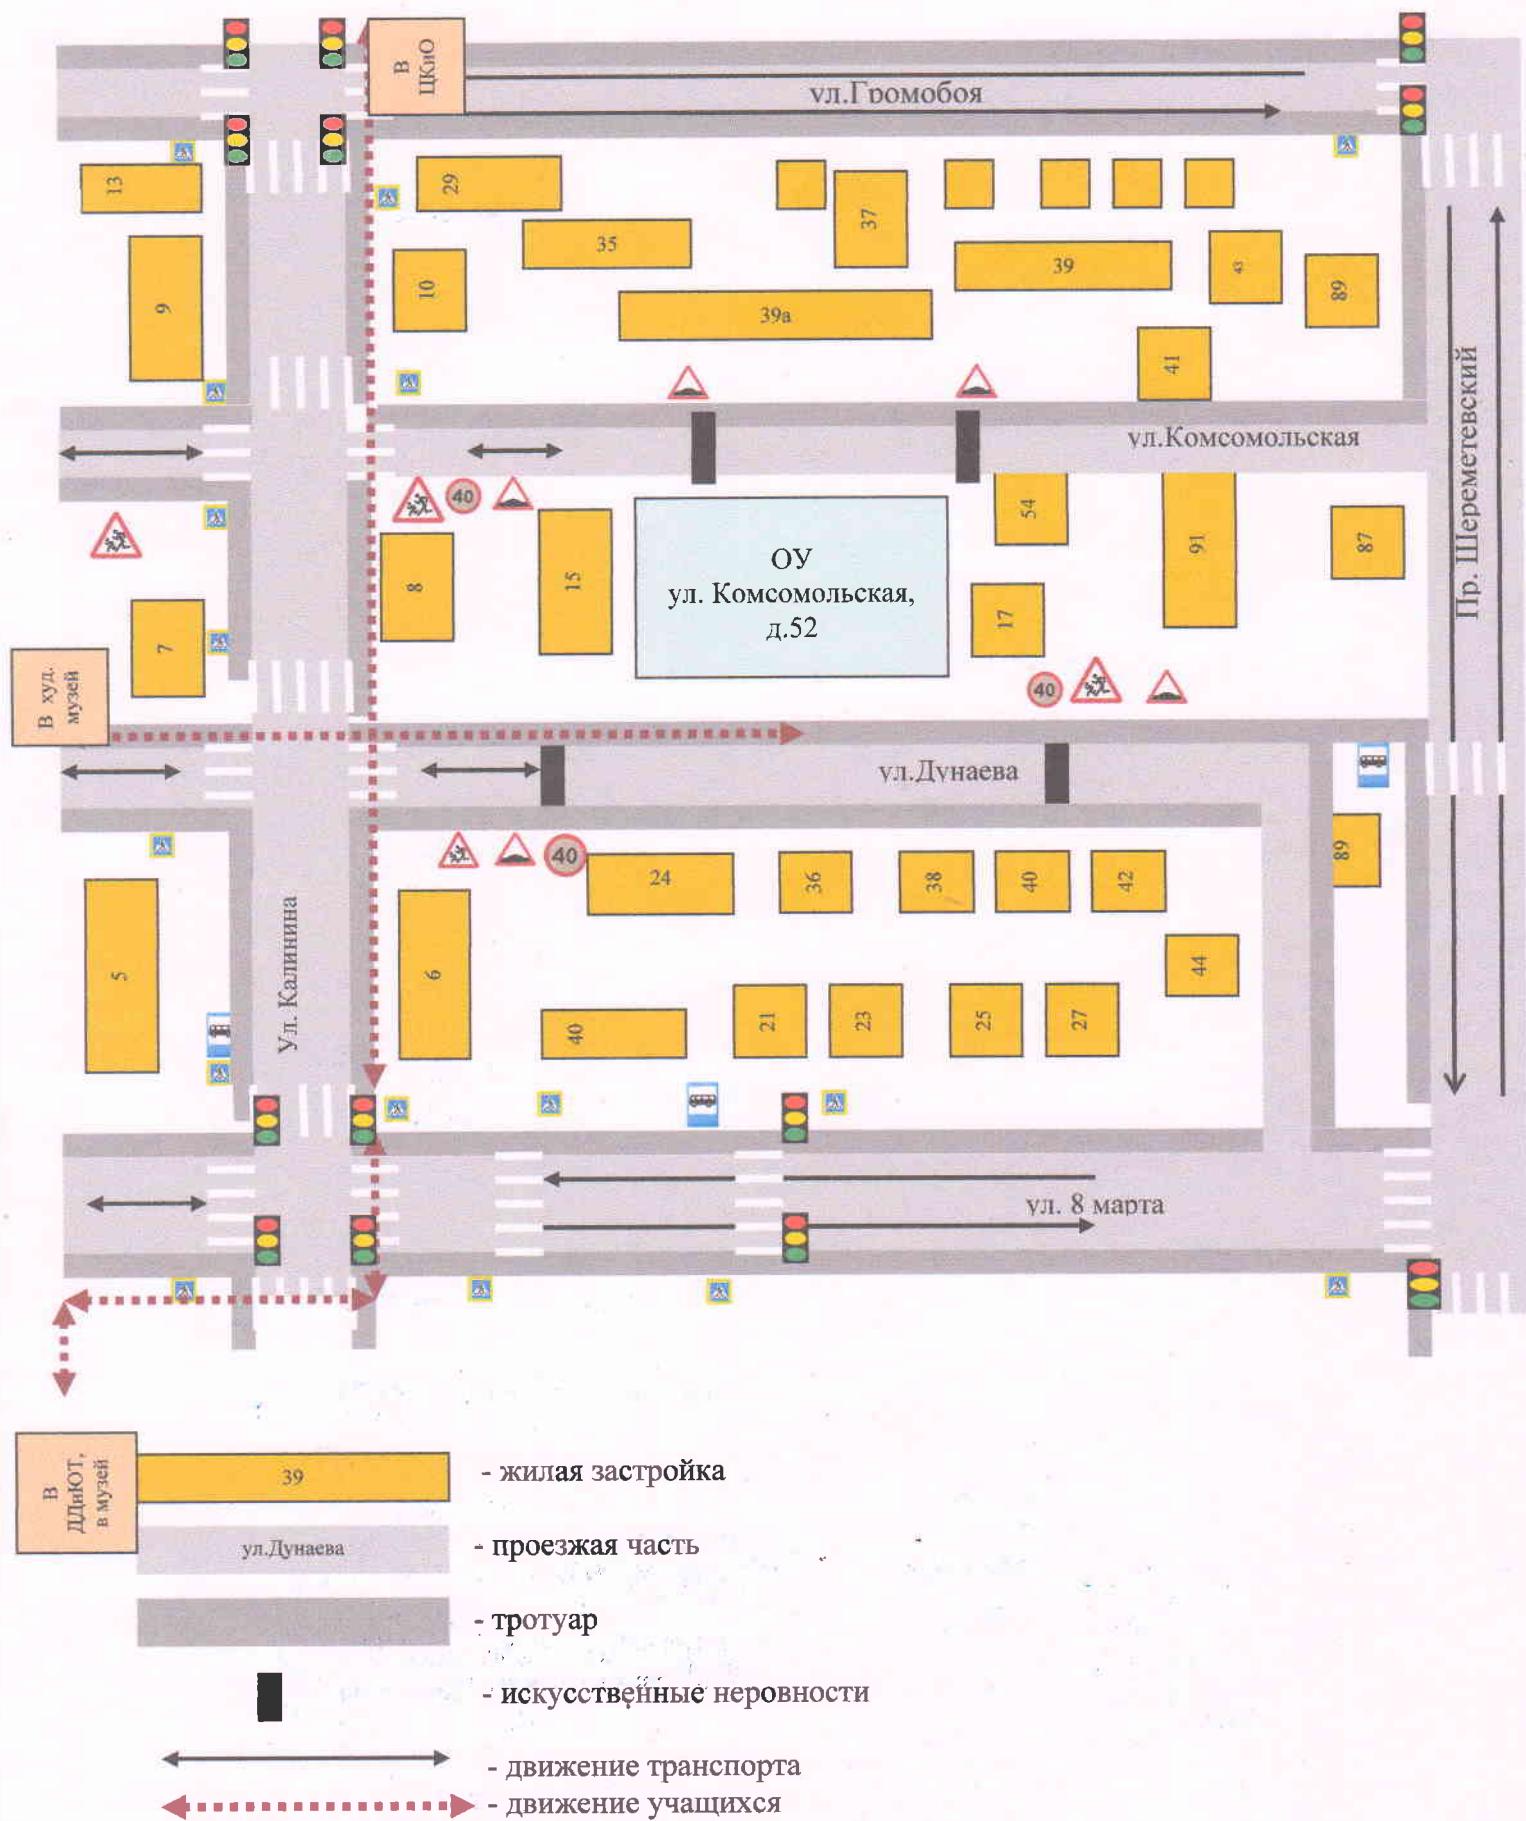 В
ЦКиО
ул.Громобоя
13
29
35
37
9
10
39а
39
43
89
41
Пр. Шереметевский
ул.Комсомольская
40
8
15
ОУ
ул. Комсомольская,
д.52
54
91
87
17
7
40
В худ.
музей
ул.Дунаева
40
24
36
38
40
42
89
5
Ул. Калинина
6
44
40
21
23
25
27
ул. 8 марта
В
ДДиЮТ,
в музей
39
- жилая застройка
ул.Дунаева
- проезжая часть
- тротуар
- искусственные неровности
- движение транспорта
- движение учащихся